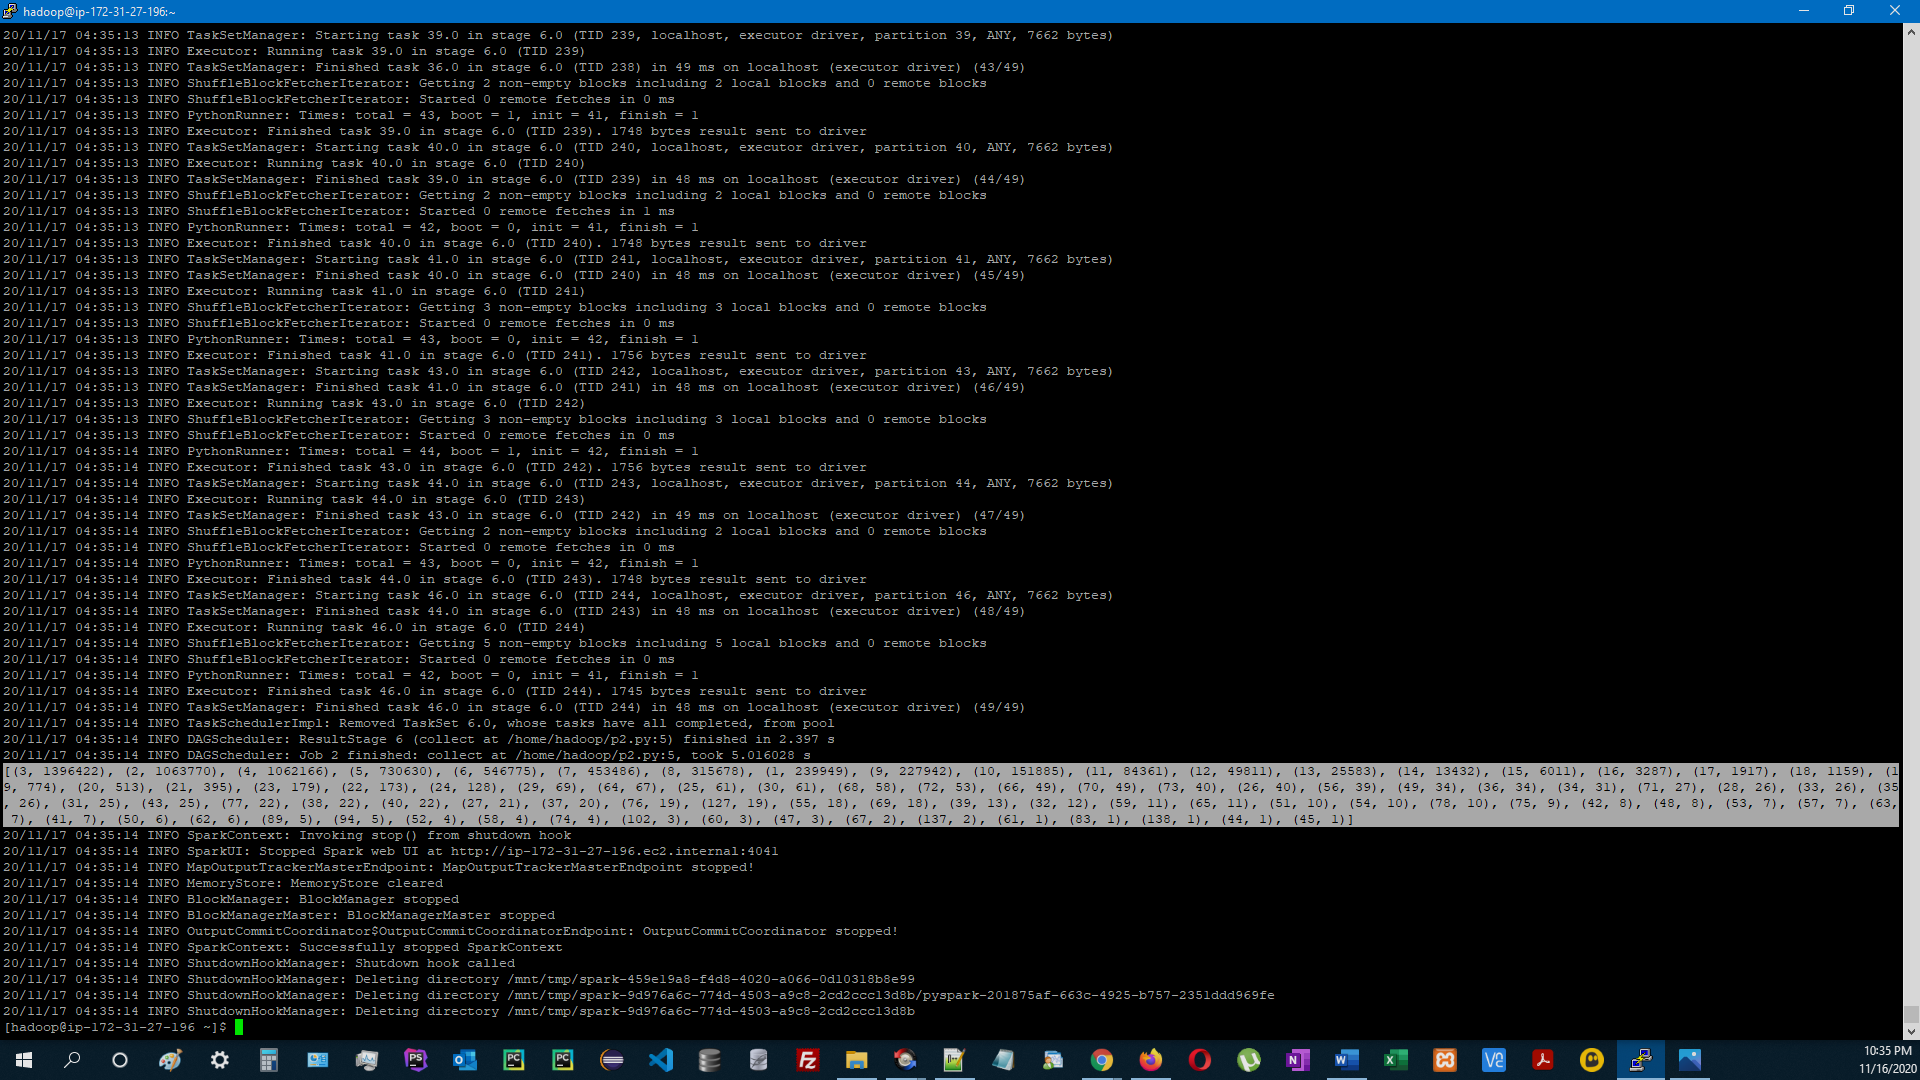 hadoop@ip-172-31-27-196:~
20/11/17 04:35:13 INFO TaskSetManager: Starting task 39.0 in stage 6.0 (TID 239, localhost, executor driver, partition 39, ANY, 7662 bytes)
20/11/17 04:35:13 INFO Executor: Running task 39.0 in stage 6.0 (TID 239)
20/11/17 04:35:13 INFO TaskSetManager: Finished task 36.0 in stage 6.0 (TID 238) in 49 ms on localhost (executor driver) (43/49)
20/11/17 04:35:13 INFO ShuffleBlockFetcherIterator: Getting 2 non-empty blocks including 2 local blocks and 0 remote blocks
20/11/17 04:35:13 INFO ShuffleBlockFetcherIterator: Started 0 remote fetches in 0 ms
20/11/17 04:35:13 INFO PythonRunner: Times: total = 43, boot = 1, init = 41, finish = 1
20/11/17 04:35:13 INFO Executor: Finished task 39.0 in stage 6.0 (TID 239). 1748 bytes result sent to driver
20/11/17 04:35:13 INFO TaskSetManager: Starting task 40.0 in stage 6.0 (TID 240, localhost, executor driver, partition 40, ANY, 7662 bytes)
20/11/17 04:35:13 INFO Executor: Running task 40.0 in stage 6.0 (TID 240)
20/11/17 04:35:13 INFO TaskSetManager: Finished task 39.0 in stage 6.0 (TID 239) in 48 ms on localhost (executor driver) (44/49)
20/11/17 04:35:13 INFO ShuffleBlockFetcherIterator: Getting 2 non-empty blocks including 2 local blocks and 0 remote blocks
20/11/17 04:35:13 INFO ShuffleBlockFetcherIterator: Started 0 remote fetches in 1 ms
20/11/17 04:35:13 INFO PythonRunner: Times: total = 42, boot = 0, init = 41, finish = 1
20/11/17 04:35:13 INFO Executor: Finished task 40.0 in stage 6.0 (TID 240). 1748 bytes result sent to driver
20/11/17 04:35:13 INFO TaskSetManager: Starting task 41.0 in stage 6.0 (TID 241, localhost, executor driver, partition 41, ANY, 7662 bytes)
20/11/17 04:35:13 INFO TaskSetManager: Finished task 40.0 in stage 6.0 (TID 240) in 48 ms on localhost (executor driver) (45/49)
20/11/17 04:35:13 INFO Executor: Running task 41.0 in stage 6.0 (TID 241)
20/11/17 04:35:13 INFO ShuffleBlockFetcherIterator: Getting 3 non-empty blocks including 3 local blocks and 0 remote blocks
20/11/17 04:35:13 INFO ShuffleBlockFetcherIterator: Started 0 remote fetches in 0 ms
20/11/17 04:35:13 INFO PythonRunner: Times: total = 43, boot = 0, init = 42, finish = 1
20/11/17 04:35:13 INFO Executor: Finished task 41.0 in stage 6.0 (TID 241). 1756 bytes result sent to driver
20/11/17 04:35:13 INFO TaskSetManager: Starting task 43.0 in stage 6.0 (TID 242, localhost, executor driver, partition 43, ANY, 7662 bytes)
20/11/17 04:35:13 INFO TaskSetManager: Finished task 41.0 in stage 6.0 (TID 241) in 48 ms on localhost (executor driver) (46/49)
20/11/17 04:35:13 INFO Executor: Running task 43.0 in stage 6.0 (TID 242)
20/11/17 04:35:13 INFO ShuffleBlockFetcherIterator: Getting 3 non-empty blocks including 3 local blocks and 0 remote blocks
20/11/17 04:35:13 INFO ShuffleBlockFetcherIterator: Started 0 remote fetches in 0 ms
20/11/17 04:35:14 INFO PythonRunner: Times: total = 44, boot = 1, init = 42, finish = 1
20/11/17 04:35:14 INFO Executor: Finished task 43.0 in stage 6.0 (TID 242). 1756 bytes result sent to driver
20/11/17 04:35:14 INFO TaskSetManager: Starting task 44.0 in stage 6.0 (TID 243, localhost, executor driver, partition 44, ANY, 7662 bytes)
20/11/17 04:35:14 INFO Executor: Running task 44.0 in stage 6.0 (TID 243)
20/11/17 04:35:14 INFO TaskSetManager: Finished task 43.0 in stage 6.0 (TID 242) in 49 ms on localhost (executor driver) (47/49)
20/11/17 04:35:14 INFO ShuffleBlockFetcherIterator: Getting 2 non-empty blocks including 2 local blocks and 0 remote blocks
20/11/17 04:35:14 INFO ShuffleBlockFetcherIterator: Started 0 remote fetches in 0 ms
20/11/17 04:35:14 INFO PythonRunner: Times: total = 43, boot = 0, init = 42, finish = 1
20/11/17 04:35:14 INFO Executor: Finished task 44.0 in stage 6.0 (TID 243). 1748 bytes result sent to driver
20/11/17 04:35:14 INFO TaskSetManager: Starting task 46.0 in stage 6.0 (TID 244, localhost, executor driver, partition 46, ANY, 7662 bytes)
20/11/17 04:35:14 INFO TaskSetManager: Finished task 44.0 in stage 6.0 (TID 243) in 48 ms on localhost (executor driver) (48/49)
20/11/17 04:35:14 INFO Executor: Running task 46.0 in stage 6.0 (TID 244)
20/11/17 04:35:14 INFO ShuffleBlockFetcherIterator: Getting 5 non-empty blocks including 5 local blocks and 0 remote blocks
20/11/17 04:35:14 INFO ShuffleBlockFetcherIterator: Started 0 remote fetches in 0 ms
20/11/17 04:35:14 INFO PythonRunner: Times: total = 42, boot = 0, init = 41, finish = 1
20/11/17 04:35:14 INFO Executor: Finished task 46.0 in stage 6.0 (TID 244). 1745 bytes result sent to driver
20/11/17 04:35:14 INFO TaskSetManager: Finished task 46.0 in stage 6.0 (TID 244) in 48 ms on localhost (executor driver) (49/49)
20/11/17 04:35:14 INFO TaskSchedulerImpl: Removed TaskSet 6.0, whose tasks have all completed, from pool
20/11/17 04:35:14 INFO DAGScheduler: ResultStage 6 (collect at /home/hadoop/p2.py:5) finished in 2.397 s
20/11/17 04:35:14 INFO DAGScheduler: Job 2 finished: collect at /home/hadoop/p2.py:5, took 5.016028 s
[(3, 1396422), (2, 1063770), (4, 1062166), (5, 730630), (6, 546775), (7, 453486), (8, 315678), (1, 239949), (9, 227942), (10, 151885), (11, 84361), (12, 49811), (13, 25583), (14, 13432), (15, 6011), (16, 3287), (17, 1917), (18, 1159), (1
9, 774), (20, 513), (21, 395), (23, 179), (22, 173), (24, 128), (29, 69), (64, 67), (25, 61), (30, 61), (68, 58), (72, 53), (66, 49), (70, 49), (73, 40), (26, 40), (56, 39), (49, 34), (36, 34), (34, 31), (71, 27), (28, 26), (33, 26), (35
, 26), (31, 25), (43, 25), (77, 22), (38, 22), (40, 22), (27, 21), (37, 20), (76, 19), (127, 19), (55, 18), (69, 18), (39, 13), (32, 12), (59, 11), (65, 11), (51, 10), (54, 10), (78, 10), (75, 9), (42, 8), (48, 8), (53, 7), (57, 7), (63,
 7), (41, 7), (50, 6), (62, 6), (89, 5), (94, 5), (52, 4), (58, 4), (74, 4), (102, 3), (60, 3), (47, 3), (67, 2), (137, 2), (61, 1), (83, 1), (138, 1), (44, 1), (45, 1)]
20/11/17 04:35:14 INFO SparkContext: Invoking stop() from shutdown hook
20/11/17 04:35:14 INFO SparkUI: Stopped Spark web UI at http://ip-172-31-27-196.ec2.internal:4041
20/11/17 04:35:14 INFO MapOutputTrackerMasterEndpoint: MapOutputTrackerMasterEndpoint stopped!
20/11/17 04:35:14 INFO MemoryStore: MemoryStore cleared
20/11/17 04:35:14 INFO BlockManager: BlockManager stopped
20/11/17 04:35:14 INFO BlockManagerMaster: BlockManagerMaster stopped
20/11/17 04:35:14 INFO OutputCommitCoordinator$OutputCommitCoordinatorEndpoint: OutputCommitCoordinator stopped!
20/11/17 04:35:14 INFO SparkContext: Successfully stopped SparkContext
20/11/17 04:35:14 INFO ShutdownHookManager: Shutdown hook called
20/11/17 04:35:14 INFO ShutdownHookManager: Deleting directory /mnt/tmp/spark-459e19a8-f4d8-4020-a066-0d10318b8e99
20/11/17 04:35:14 INFO ShutdownHookManager: Deleting directory /mnt/tmp/spark-9d976a6c-774d-4503-a9c8-2cd2ccc13d8b/pyspark-201875af-663c-4925-b757-2351ddd969fe
20/11/17 04:35:14 INFO ShutdownHookManager: Deleting directory /mnt/tmp/spark-9d976a6c-774d-4503-a9c8-2cd2ccc13d8b
[hadoop@ip-172-31-27-196 ~]$
10:35 PM
11/16/2020